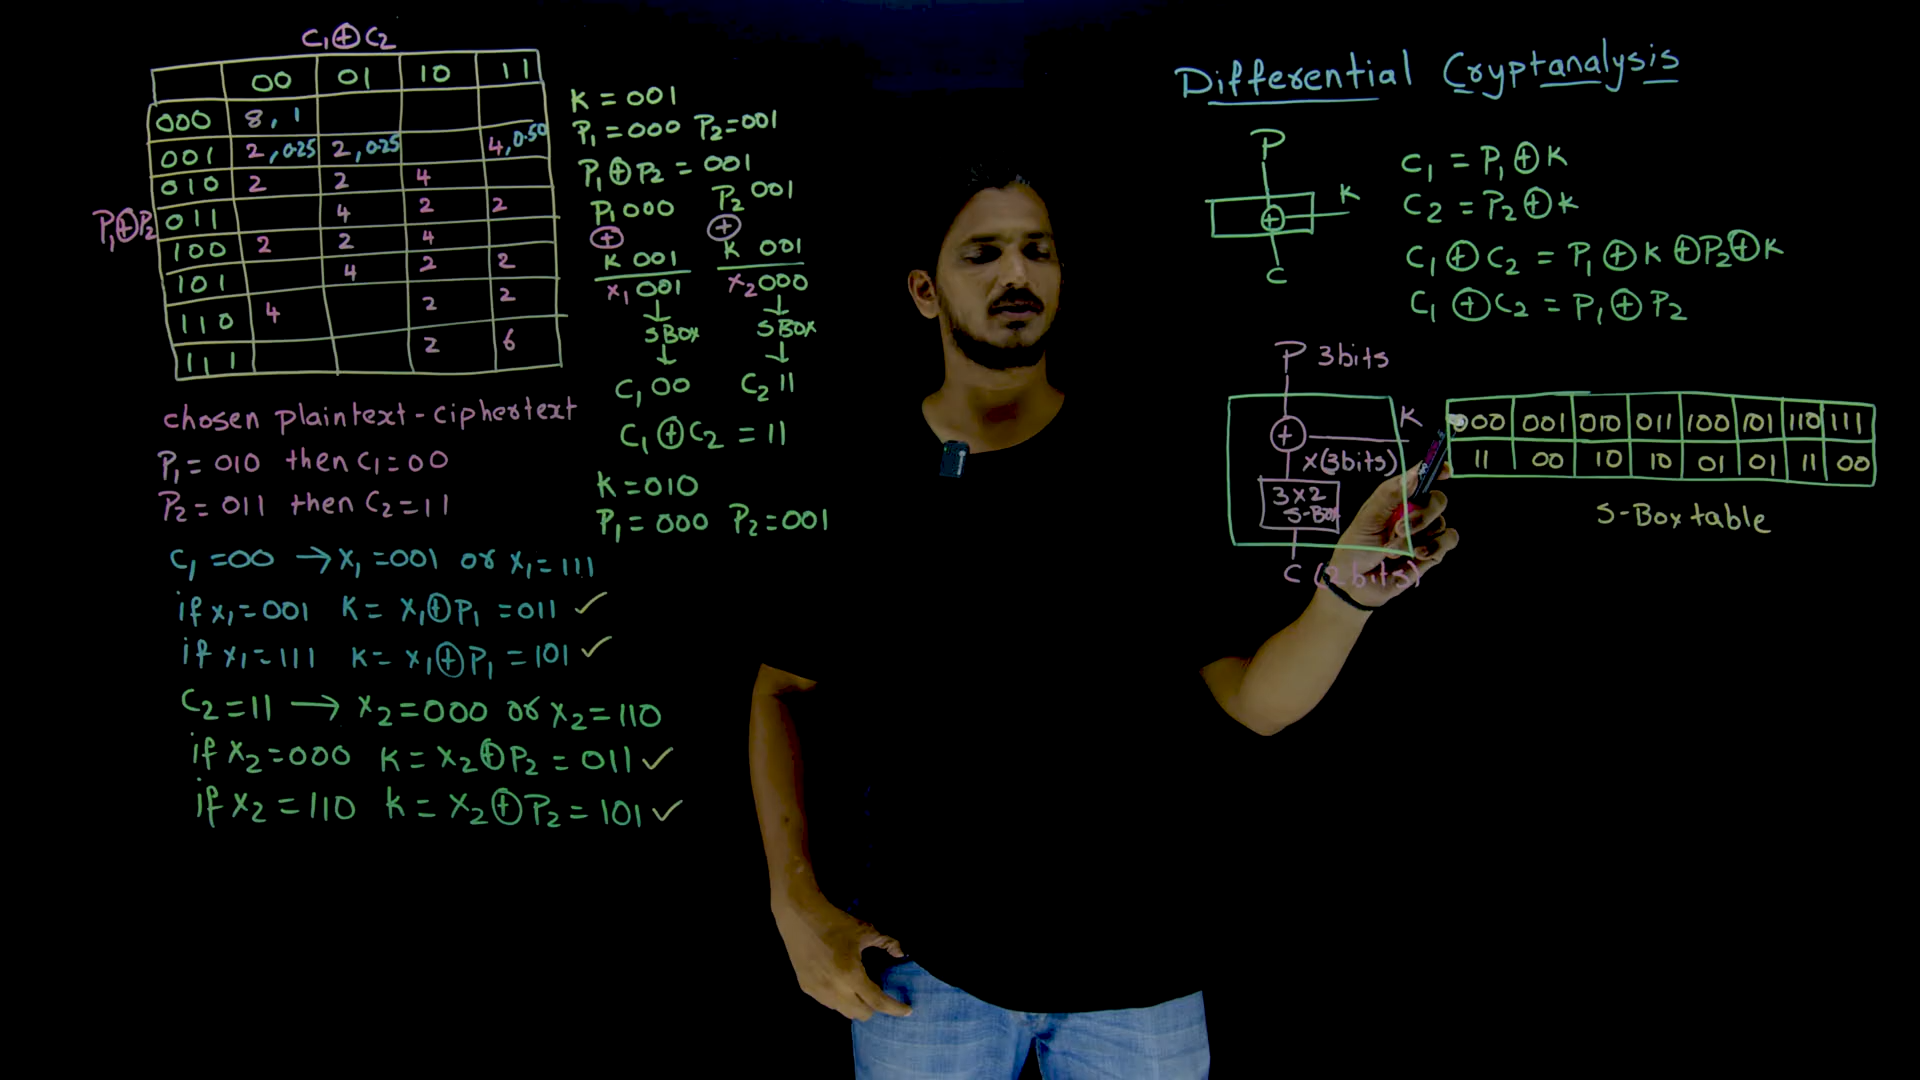 C₁⊕C₂
00 01 10 11
000 8, 1
001 2, 0.25 2, 0.25 4, 0.50
010 2 2 4
P₁⊕P₂
011 4 2 2
100 2 2 4
101 4 2 2
110 4 2 2
111 2 6
chosen plaintext-ciphertext
P₁= 010 then C₁=00
P₂= 011 then C₂=11
C₁=00 →X₁=001 or X₁=111
if X₁=001 K= X₁⊕P₁ =011 ✓
if X₁=111 K= X₁⊕P₁ =101 ✓
C₂=11 → X₂=000 or X₂=110
if X₂=000 K= X₂⊕P₂ = 011 ✓
if X₂=110 K= X₂⊕P₂ = 101 ✓
K = 001
P₁=000 P₂=001
P₁⊕P₂ = 001
P₁ 000 P₂ 001
⊕ ⊕
K 001 K 001
X₁ 001 X₂ 000
↓ ↓
SBOX SBOX
↓ ↓
C₁ 00 C₂ 11
C₁⊕C₂ = 11
K=010
P₁=000 P₂=001
Differential Cryptanalysis
P
K
⊕
C
C₁ = P₁⊕K
C₂ = P₂⊕K
C₁⊕C₂ = P₁⊕K⊕P₂⊕K
C₁⊕C₂ = P₁⊕P₂
P 3bits
K
⊕
X(3bits)
3X2
S-Box
C (2bits)
000 001 010 011 100 101 110 111
11 00 10 10 01 01 11 00
S-Box table